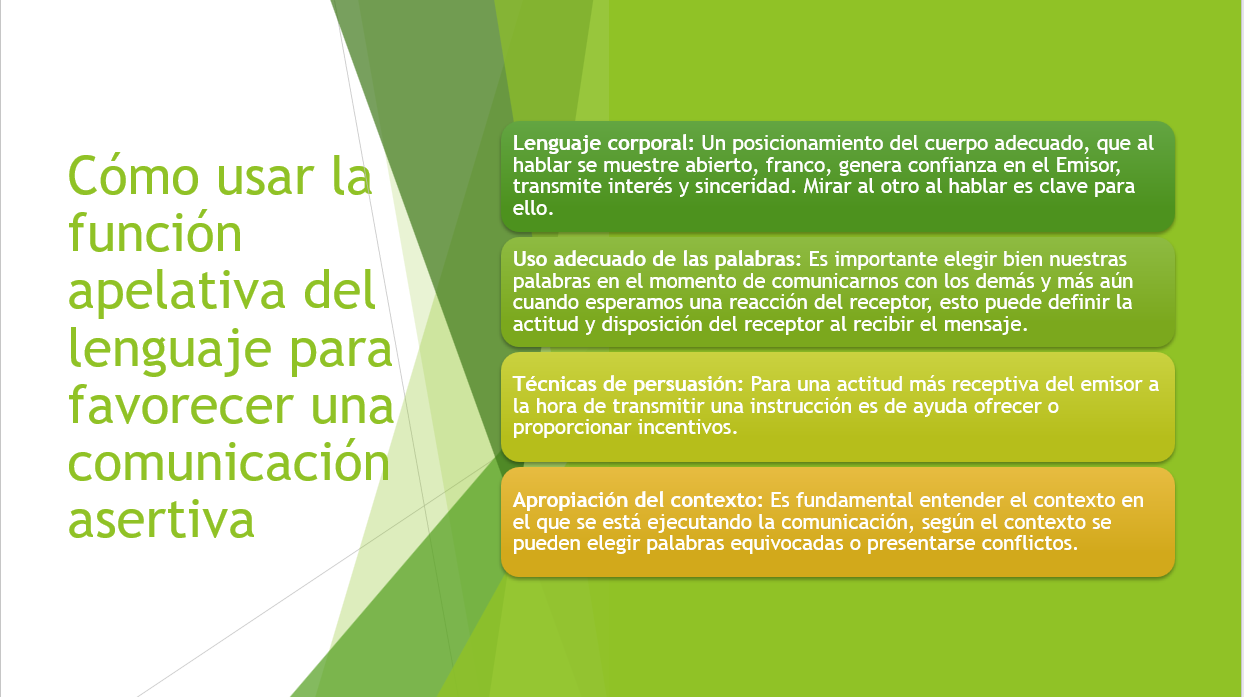 Cómo usar la
función
apelativa del
lenguaje para
favorecer una
comunicación
asertiva
Lenguaje corporal: Un posicionamiento del cuerpo adecuado, que al
hablar se muestre abierto, franco, genera confianza en el Emisor,
transmite interés y sinceridad. Mirar al otro al hablar es clave para
ello.
Uso adecuado de las palabras: Es importante elegir bien nuestras
palabras en el momento de comunicarnos con los demás y más aún
cuando esperamos una reacción del receptor, esto puede definir la
actitud y disposición del receptor al recibir el mensaje.
Técnicas de persuasión: Para una actitud más receptiva del emisor a
la hora de transmitir una instrucción es de ayuda ofrecer o
proporcionar incentivos.
Apropiación del contexto: Es fundamental entender el contexto en
el que se está ejecutando la comunicación, según el contexto se
pueden elegir palabras equivocadas o presentarse conflictos.